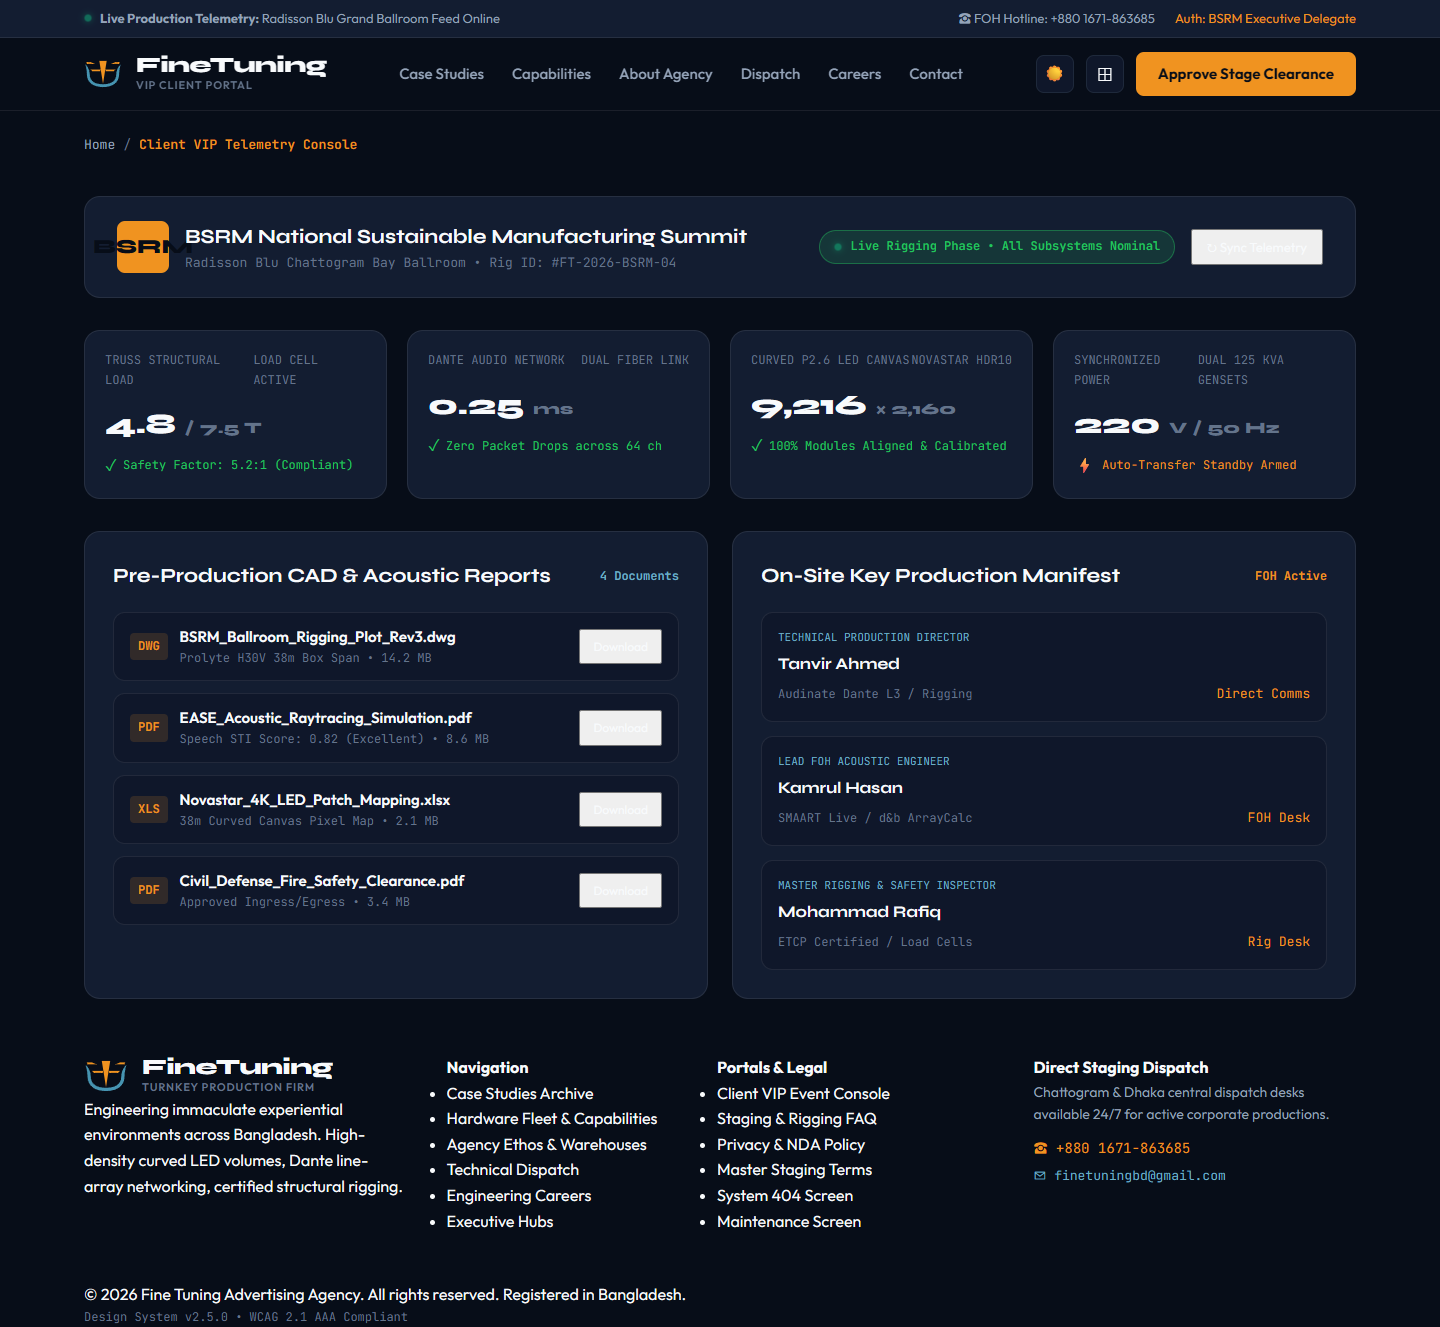 Live Production Telemetry: Radisson Blu Grand Ballroom Feed Online
☎ FOH Hotline: +880 1671-863685
Auth: BSRM Executive Delegate
FineTuning
VIP CLIENT PORTAL
Case Studies
Capabilities
About Agency
Dispatch
Careers
Contact
Approve Stage Clearance
Home / Client VIP Telemetry Console
BSRM
BSRM National Sustainable Manufacturing Summit
Radisson Blu Chattogram Bay Ballroom • Rig ID: #FT-2026-BSRM-04
Live Rigging Phase • All Subsystems Nominal
↻ Sync Telemetry
TRUSS STRUCTURAL LOAD
LOAD CELL ACTIVE
4.8 / 7.5 T
✓ Safety Factor: 5.2:1 (Compliant)
DANTE AUDIO NETWORK
DUAL FIBER LINK
0.25 ms
✓ Zero Packet Drops across 64 ch
CURVED P2.6 LED CANVAS
NOVASTAR HDR10
9,216 × 2,160
✓ 100% Modules Aligned & Calibrated
SYNCHRONIZED POWER
DUAL 125 KVA GENSETS
220 V / 50 Hz
⚡ Auto-Transfer Standby Armed
Pre-Production CAD & Acoustic Reports
4 Documents
DWG
BSRM_Ballroom_Rigging_Plot_Rev3.dwg
Prolyte H30V 38m Box Span • 14.2 MB
Download
PDF
EASE_Acoustic_Raytracing_Simulation.pdf
Speech STI Score: 0.82 (Excellent) • 8.6 MB
Download
XLS
Novastar_4K_LED_Patch_Mapping.xlsx
38m Curved Canvas Pixel Map • 2.1 MB
Download
PDF
Civil_Defense_Fire_Safety_Clearance.pdf
Approved Ingress/Egress • 3.4 MB
Download
On-Site Key Production Manifest
FOH Active
TECHNICAL PRODUCTION DIRECTOR
Tanvir Ahmed
Audinate Dante L3 / Rigging
Direct Comms
LEAD FOH ACOUSTIC ENGINEER
Kamrul Hasan
SMAART Live / d&b ArrayCalc
FOH Desk
MASTER RIGGING & SAFETY INSPECTOR
Mohammad Rafiq
ETCP Certified / Load Cells
Rig Desk
FineTuning
TURNKEY PRODUCTION FIRM
Engineering immaculate experiential
environments across Bangladesh. High-
density curved LED volumes, Dante line-
array networking, certified structural rigging.
Navigation
• Case Studies Archive
• Hardware Fleet & Capabilities
• Agency Ethos & Warehouses
• Technical Dispatch
• Engineering Careers
• Executive Hubs
Portals & Legal
• Client VIP Event Console
• Staging & Rigging FAQ
• Privacy & NDA Policy
• Master Staging Terms
• System 404 Screen
• Maintenance Screen
Direct Staging Dispatch
Chattogram & Dhaka central dispatch desks
available 24/7 for active corporate productions.
☎ +880 1671-863685
✉ finetuningbd@gmail.com
© 2026 Fine Tuning Advertising Agency. All rights reserved. Registered in Bangladesh.
Design System v2.5.0 • WCAG 2.1 AAA Compliant